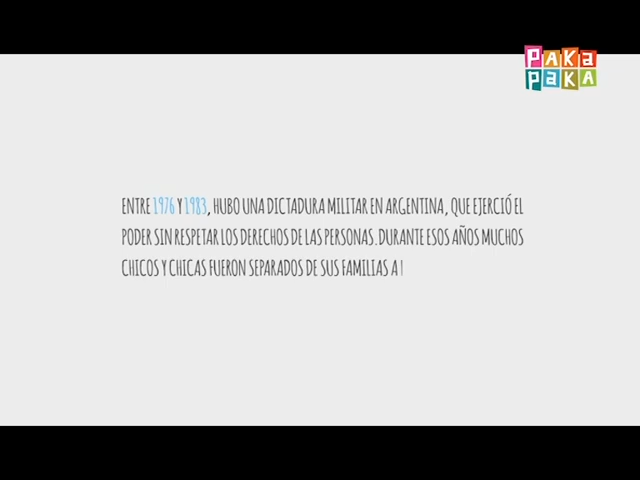 PAKA
PAKA
ENTRE 1976 Y 1983, HUBO UNA DICTADURA MILITAR EN ARGENTINA, QUE EJERCIÓ EL
PODER SIN RESPETAR LOS DERECHOS DE LAS PERSONAS. DURANTE ESOS AÑOS MUCHOS
CHICOS Y CHICAS FUERON SEPARADOS DE SUS FAMILIAS A